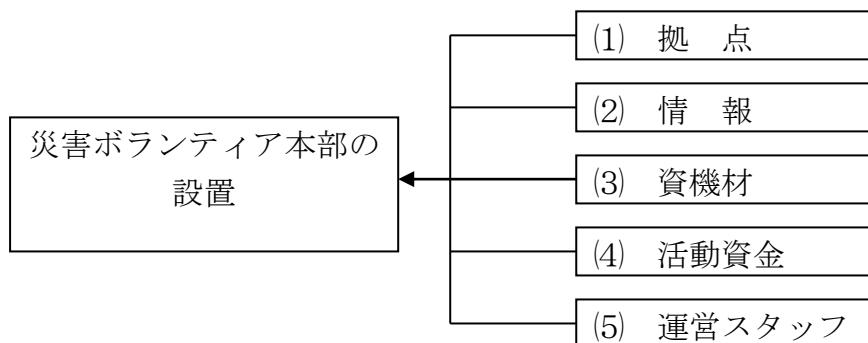 災害ボランティア本部の
設置
⑴　拠　点
⑵　情　報
⑶　資機材
⑷　活動資金
⑸　運営スタッフ